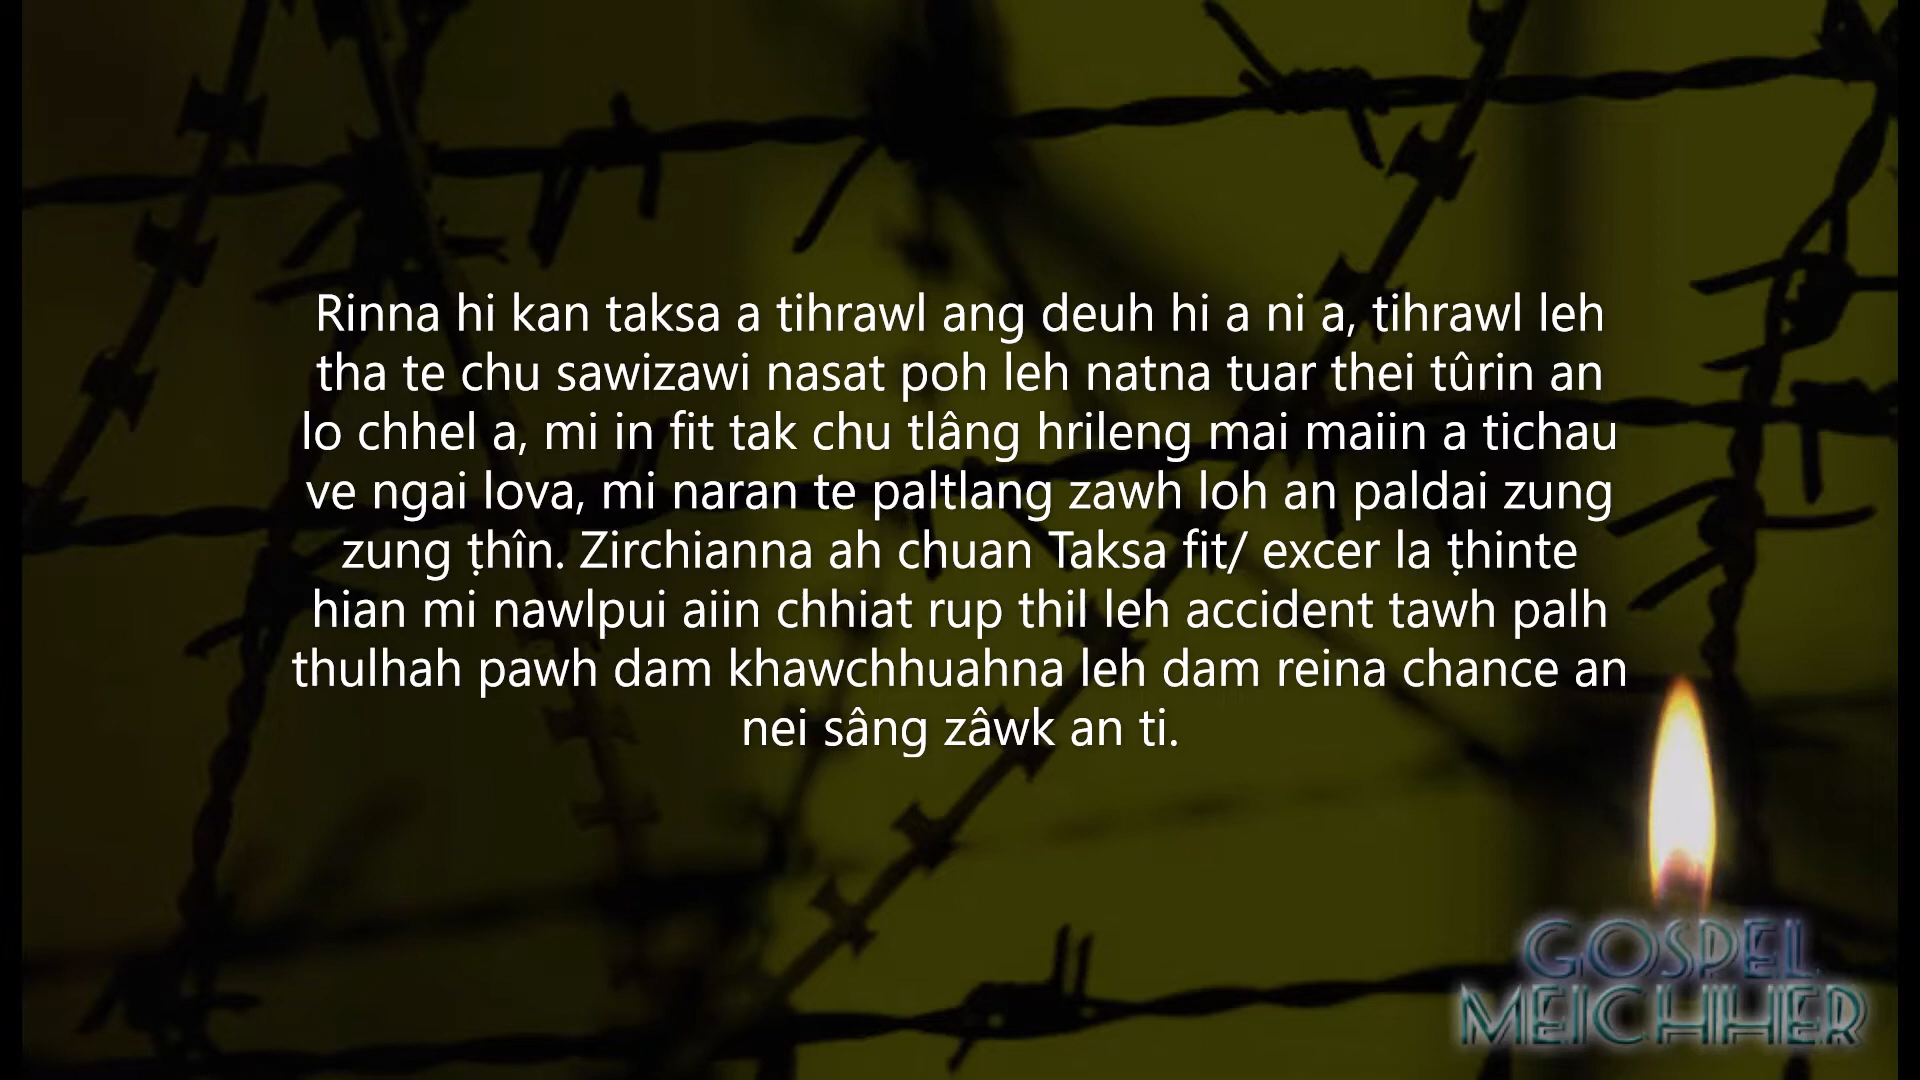 Rinna hi kan taksa a tihrawl ang deuh hi a ni a, tihrawl leh
tha te chu sawizawi nasat poh leh natna tuar thei tûrin an
lo chhel a, mi in fit tak chu tlâng hrileng mai maiin a tichau
ve ngai lova, mi naran te paltlang zawh loh an paldai zung
zung ṭhîn. Zirchianna ah chuan Taksa fit/ excer la ṭhinte
hian mi nawlpui aiin chhiat rup thil leh accident tawh palh
thulhah pawh dam khawchhuahna leh dam reina chance an
nei sâng zâwk an ti.
GOSPEL
MEICHHER